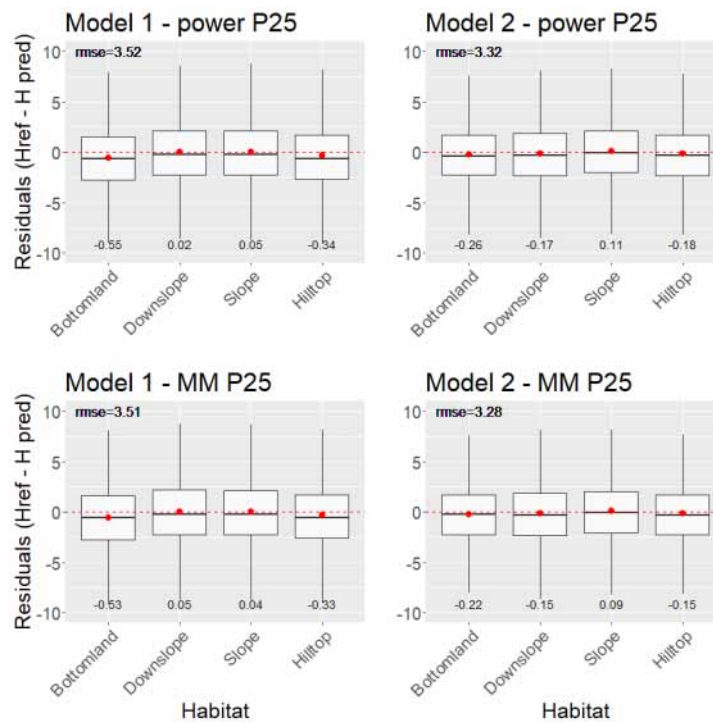 Model 1 - power P25
Model 2 - power P25
Residuals (Href - H pred)
10
5
0
-5
-10
rmse=3.52
-0.55 0.02 0.05 -0.34
Bottomland Downslope Slope Hilltop
10
5
0
-5
-10
rmse=3.32
-0.26 -0.17 0.11 -0.18
Bottomland Downslope Slope Hilltop
Model 1 - MM P25
Model 2 - MM P25
Residuals (Href - H pred)
10
5
0
-5
-10
rmse=3.51
-0.53 0.05 0.04 -0.33
Bottomland Downslope Slope Hilltop
Habitat
10
5
0
-5
-10
rmse=3.28
-0.22 -0.15 0.09 -0.15
Bottomland Downslope Slope Hilltop
Habitat